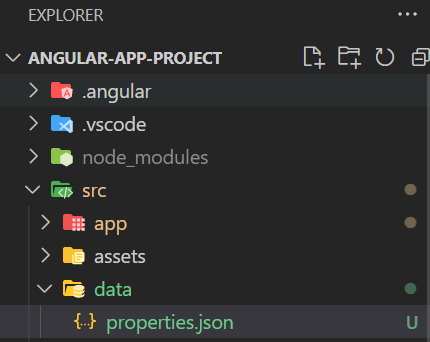 EXPLORER
ANGULAR-APP-PROJECT
.angular
.vscode
node_modules
src
app
assets
data
{..} properties.json U